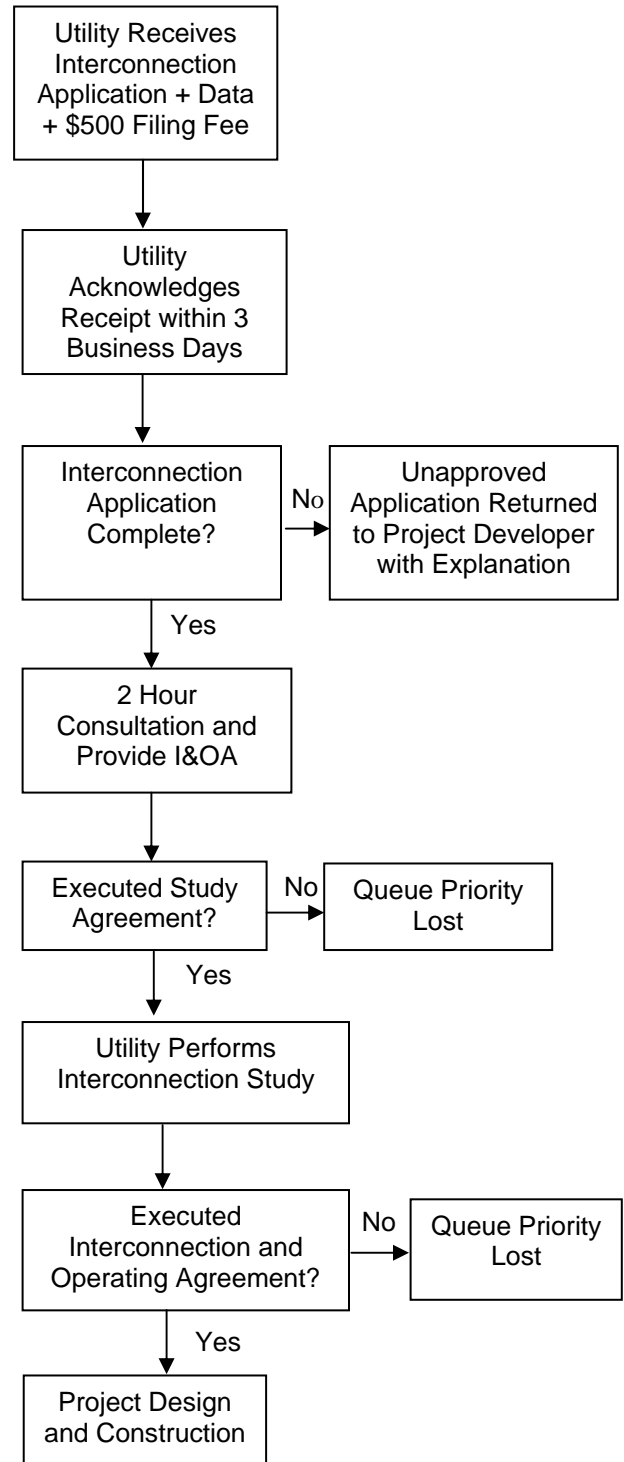 Utility Receives
Interconnection
Application + Data
+ $500 Filing Fee
Utility
Acknowledges
Receipt within 3
Business Days
Interconnection
Application
Complete?
No
Unapproved
Application Returned
to Project Developer
with Explanation
Yes
2 Hour
Consultation and
Provide I&OA
Executed Study
Agreement?
No
Queue Priority
Lost
Yes
Utility Performs
Interconnection Study
Executed
Interconnection and
Operating Agreement?
No
Queue Priority
Lost
Yes
Project Design
and Construction